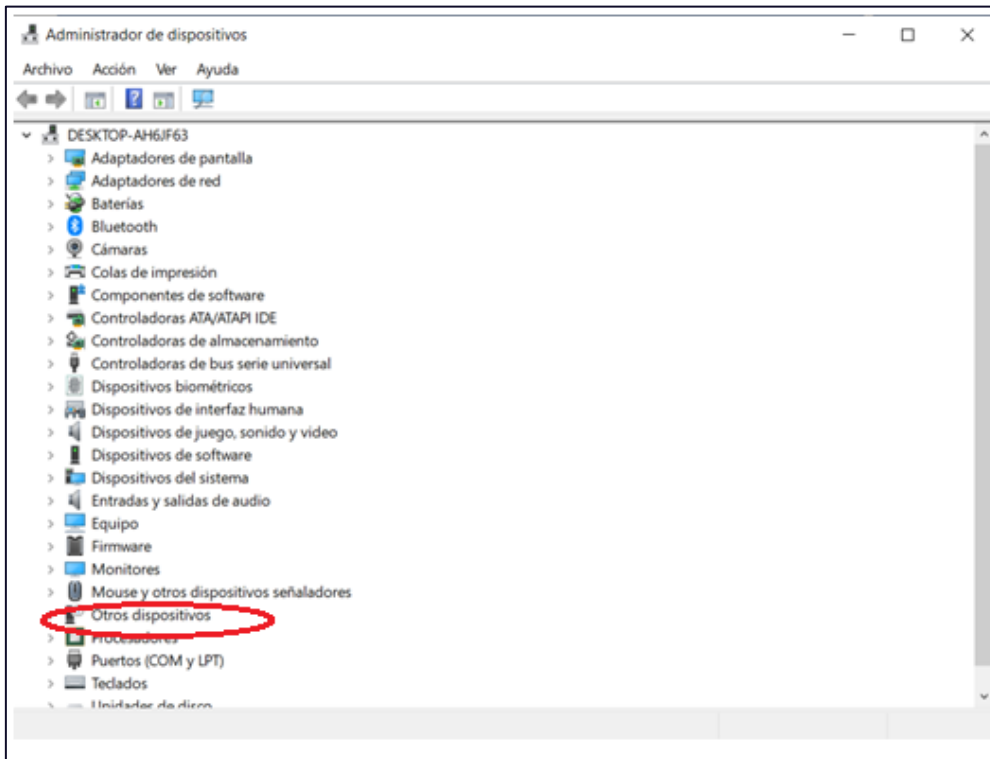 Administrador de dispositivos
Archivo Acción Ver Ayuda
DESKTOP-AH6JF63
Adaptadores de pantalla
Adaptadores de red
Baterías
Bluetooth
Cámaras
Colas de impresión
Componentes de software
Controladoras ATA/ATAPI IDE
Controladoras de almacenamiento
Controladoras de bus serie universal
Dispositivos biométricos
Dispositivos de interfaz humana
Dispositivos de juego, sonido y video
Dispositivos de software
Dispositivos del sistema
Entradas y salidas de audio
Equipo
Firmware
Monitores
Mouse y otros dispositivos señaladores
Otros dispositivos
Procesadores
Puertos (COM y LPT)
Teclados
Unidades de disco